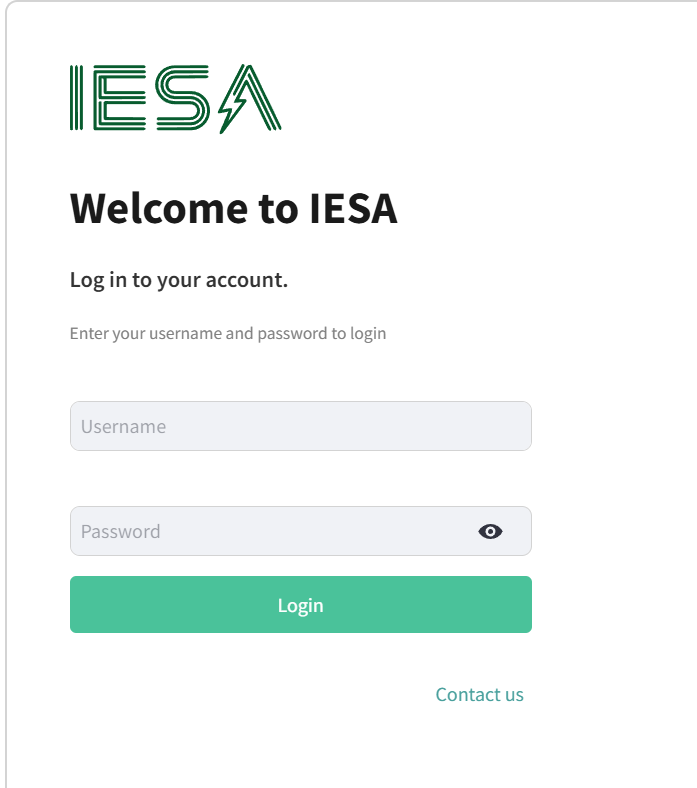 IESA
Welcome to IESA
Log in to your account.
Enter your username and password to login
Username
Password
Login
Contact us